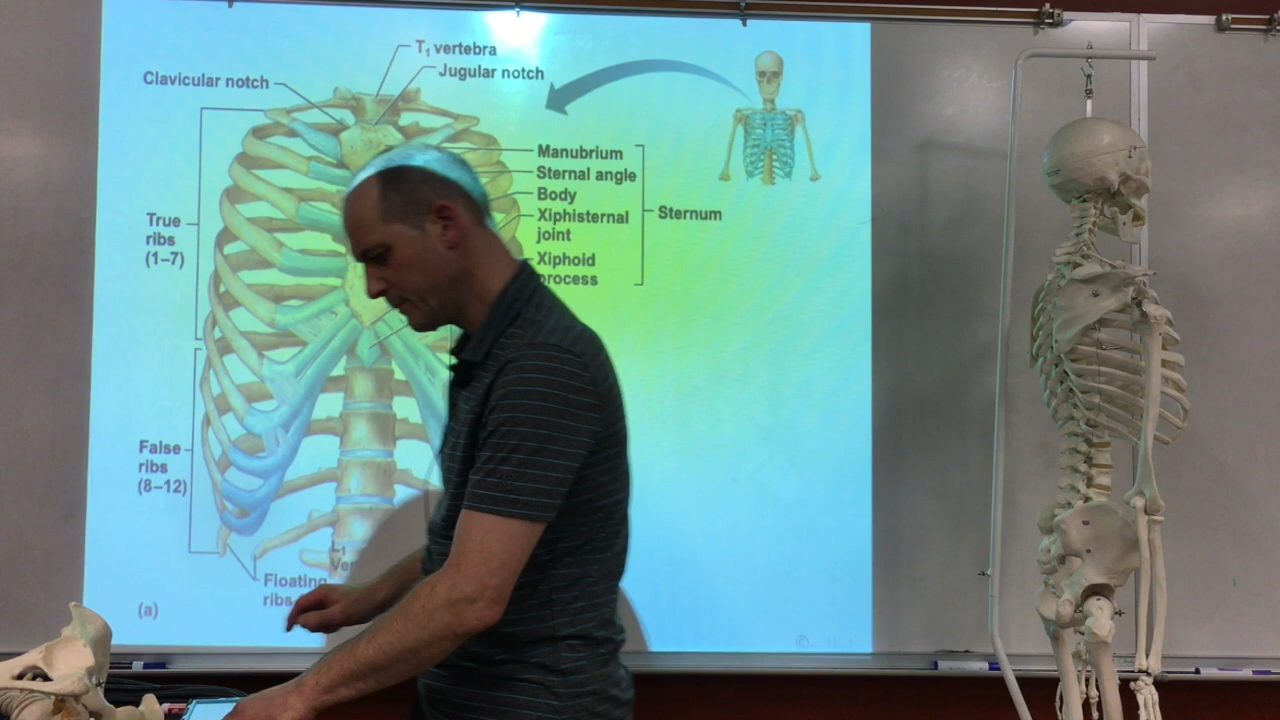 T1 vertebra
Jugular notch
Clavicular notch
Manubrium
Sternal angle
Body
Xiphisternal
joint
Xiphoid
process
Sternum
True
ribs
(1–7)
False
ribs
(8–12)
L1
Floating
ribs
(a)